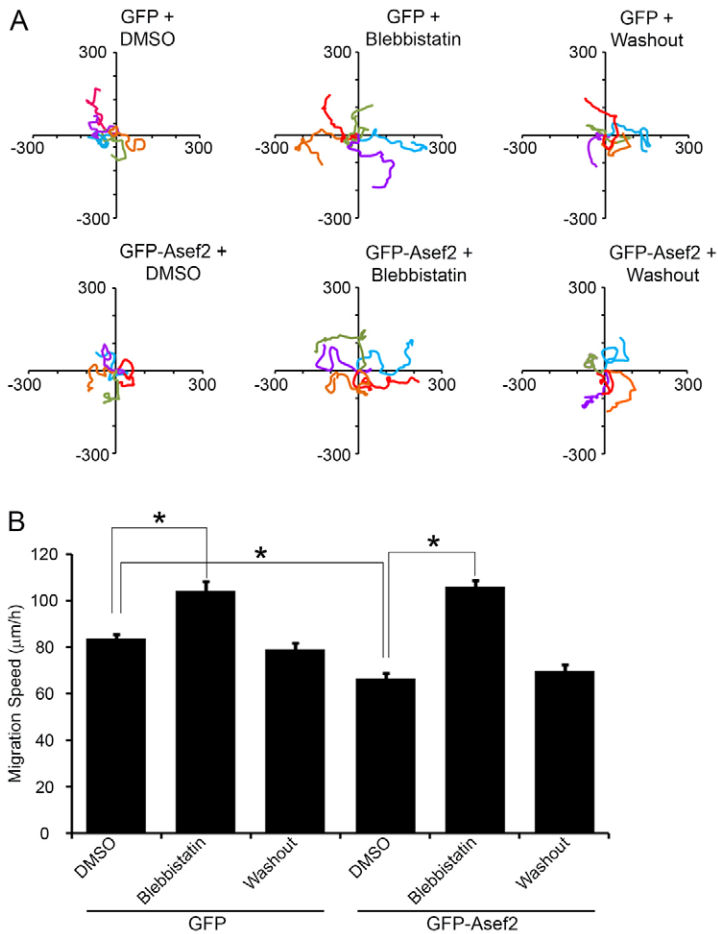 A
GFP +
DMSO
GFP +
Blebbistatin
GFP +
Washout
300
300
300
-300
300
-300
300
-300
300
-300
-300
-300
GFP-Asef2 +
DMSO
GFP-Asef2 +
Blebbistatin
GFP-Asef2 +
Washout
300
300
300
-300
300
-300
300
-300
300
-300
-300
-300
B
*
*
*
120
100
80
60
40
20
0
Migration Speed (μm/h)
DMSO
Blebbistatin
Washout
DMSO
Blebbistatin
Washout
GFP
GFP-Asef2